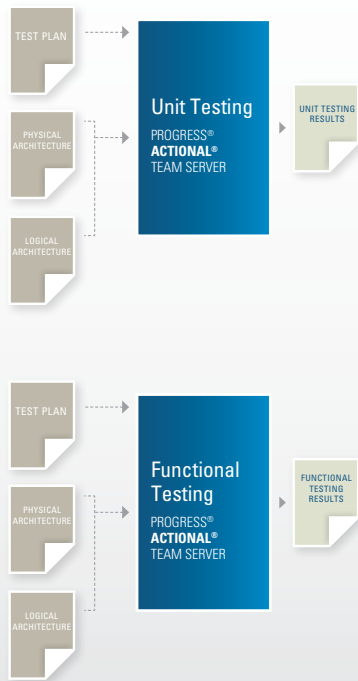 TEST PLAN
PHYSICAL
ARCHITECTURE
LOGICAL
ARCHITECTURE
Unit Testing
PROGRESS®
ACTIONAL®
TEAM SERVER
UNIT TESTING
RESULTS
TEST PLAN
PHYSICAL
ARCHITECTURE
LOGICAL
ARCHITECTURE
Functional
Testing
PROGRESS®
ACTIONAL®
TEAM SERVER
FUNCTIONAL
TESTING
RESULTS